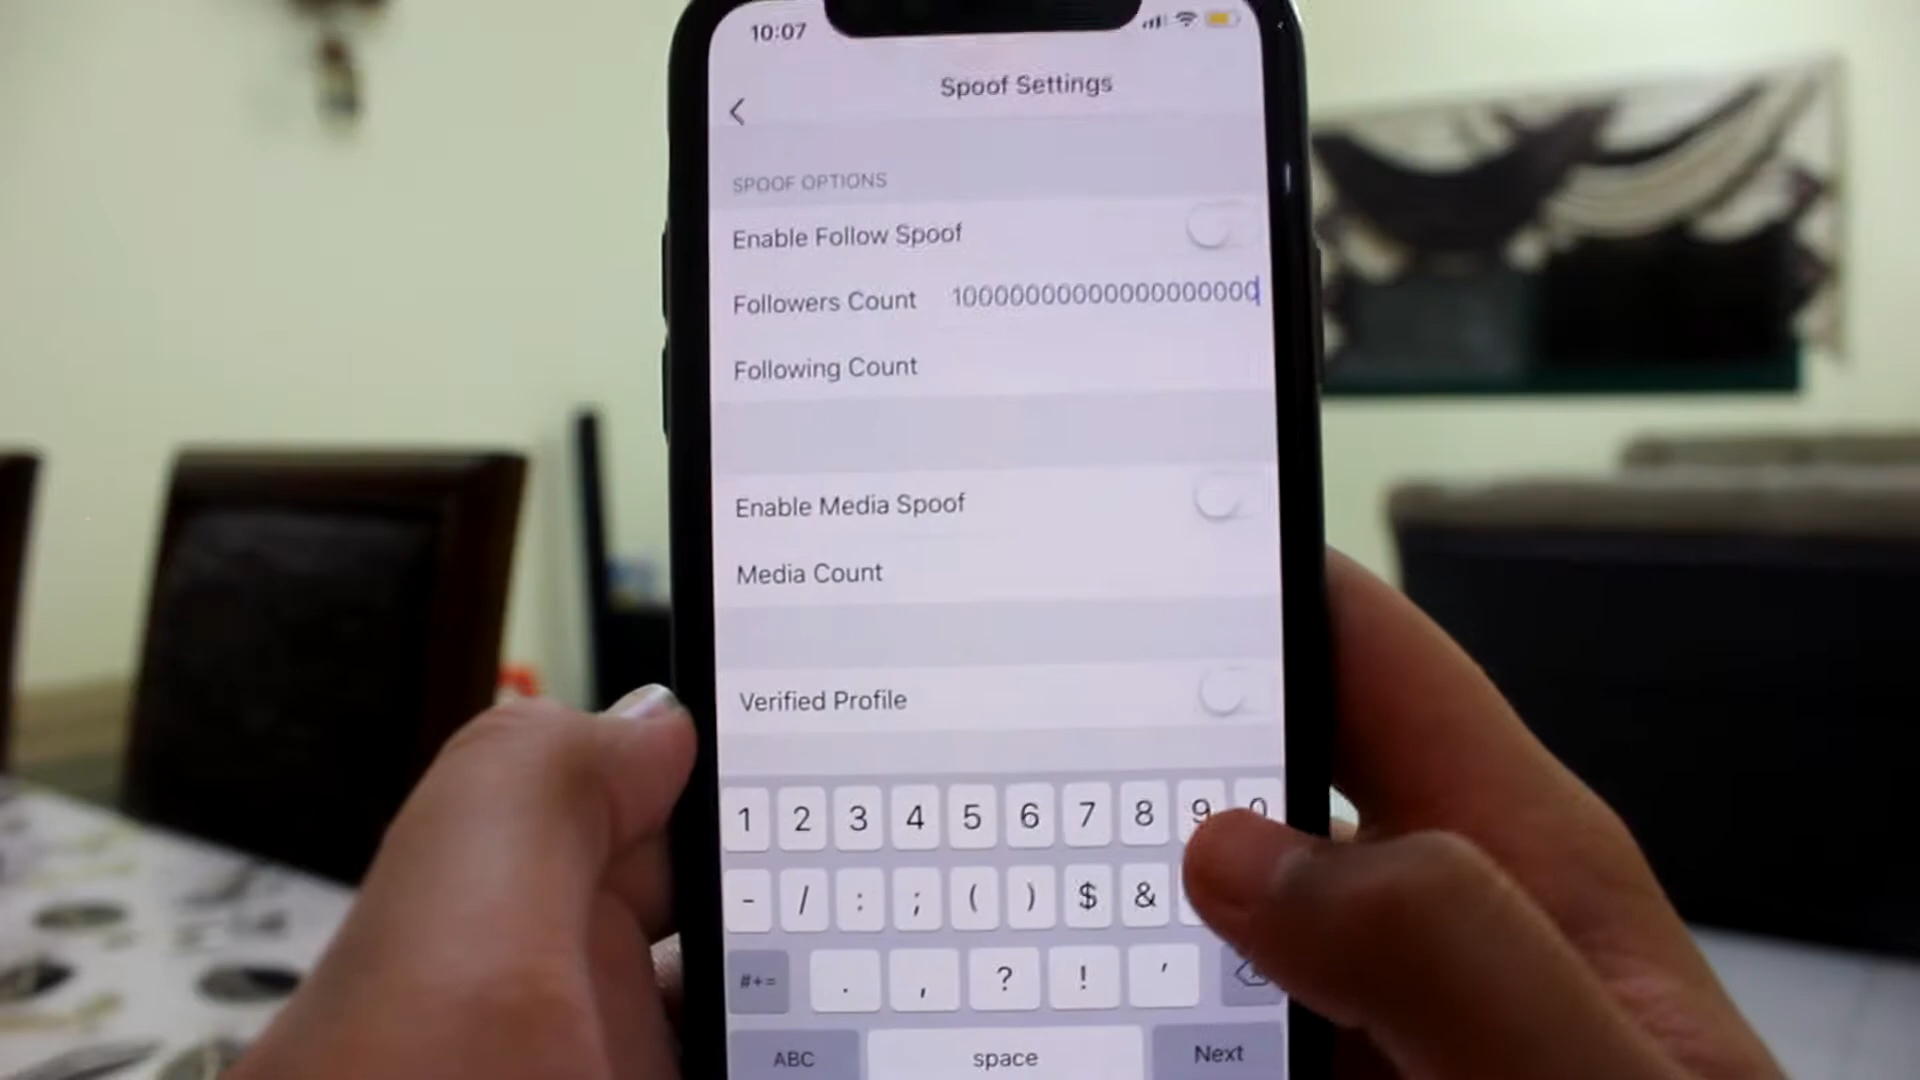 10:07
Spoof Settings
SPOOF OPTIONS
Enable Follow Spoof
Followers Count 100000000000000000000
Following Count
Enable Media Spoof
Media Count
Verified Profile
1 2 3 4 5 6 7 8 9 0
- / : ; ( ) $ &
#+= . , ? ! '
ABC space Next